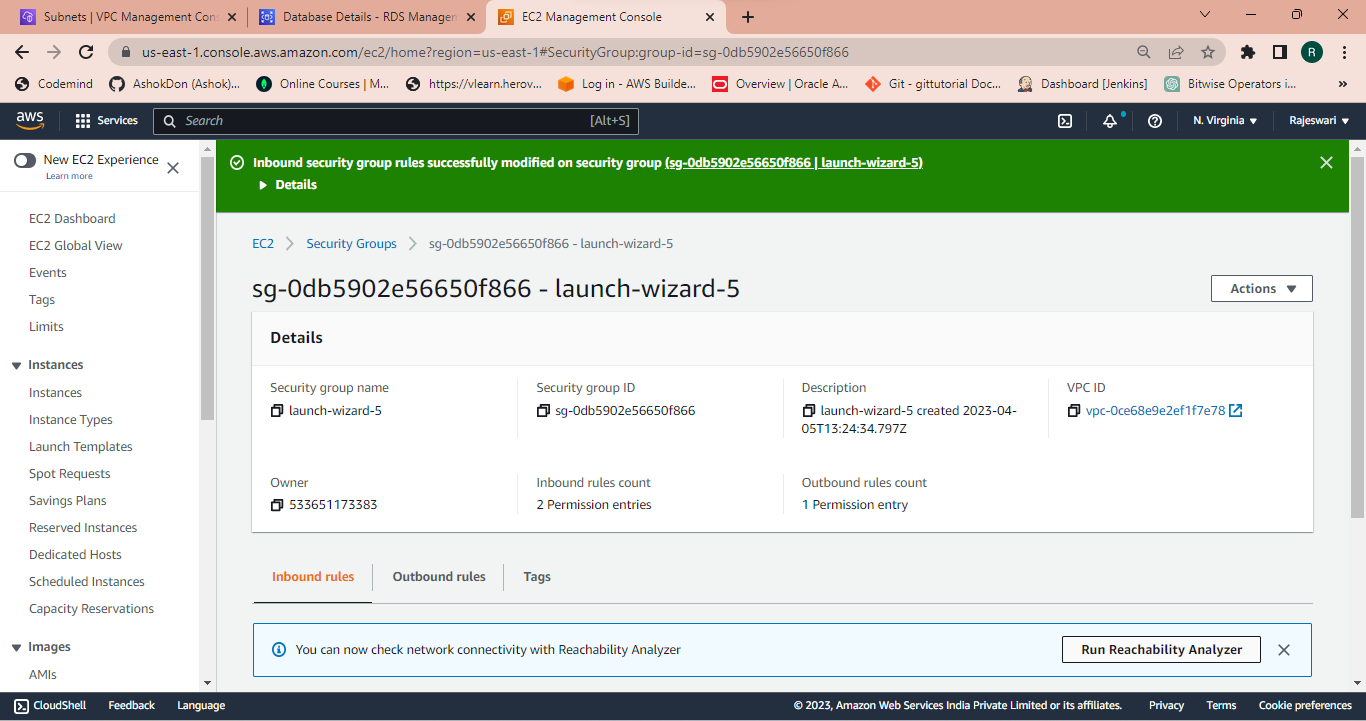 Subnets | VPC Management Con
Database Details - RDS Manager
EC2 Management Console
us-east-1.console.aws.amazon.com/ec2/home?region=us-east-1#SecurityGroup:group-id=sg-0db5902e56650f866
R
Codemind
AshokDon (Ashok)...
Online Courses | M...
https://vlearn.herov...
Log in - AWS Builde...
Overview | Oracle A...
Git - gittutorial Doc...
Dashboard [Jenkins]
Bitwise Operators i...
aws
Services
Search
[Alt+S]
N. Virginia
Rajeswari
New EC2 Experience
Learn more
EC2 Dashboard
EC2 Global View
Events
Tags
Limits
Instances
Instances
Instance Types
Launch Templates
Spot Requests
Savings Plans
Reserved Instances
Dedicated Hosts
Scheduled Instances
Capacity Reservations
Images
AMIs
Inbound security group rules successfully modified on security group (sg-0db5902e56650f866 | launch-wizard-5)
Details
EC2
Security Groups
sg-0db5902e56650f866 - launch-wizard-5
sg-0db5902e56650f866 - launch-wizard-5
Actions
Details
Security group name
launch-wizard-5
Security group ID
sg-0db5902e56650f866
Description
launch-wizard-5 created 2023-04-
05T13:24:34.797Z
VPC ID
vpc-0ce68e9e2ef1f7e78
Owner
533651173383
Inbound rules count
2 Permission entries
Outbound rules count
1 Permission entry
Inbound rules
Outbound rules
Tags
You can now check network connectivity with Reachability Analyzer
Run Reachability Analyzer
CloudShell
Feedback
Language
© 2023, Amazon Web Services India Private Limited or its affiliates.
Privacy
Terms
Cookie preferences